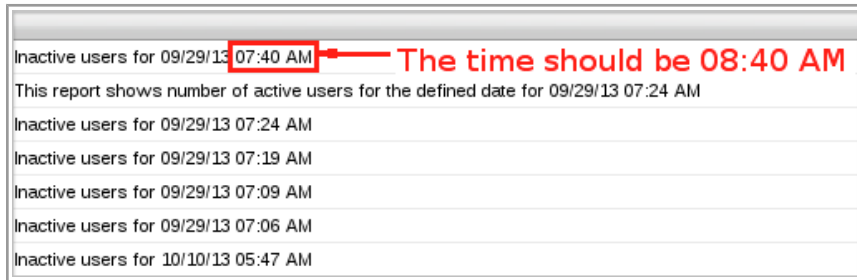 Inactive users for 09/29/13 07:40 AM The time should be 08:40 AM
This report shows number of active users for the defined date for 09/29/13 07:24 AM
Inactive users for 09/29/13 07:24 AM
Inactive users for 09/29/13 07:19 AM
Inactive users for 09/29/13 07:09 AM
Inactive users for 09/29/13 07:06 AM
Inactive users for 10/10/13 05:47 AM